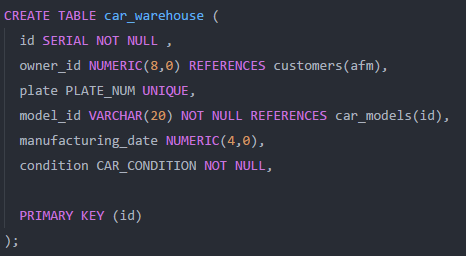 CREATE TABLE car_warehouse (
id SERIAL NOT NULL ,
owner_id NUMERIC(8,0) REFERENCES customers(afm),
plate PLATE_NUM UNIQUE,
model_id VARCHAR(20) NOT NULL REFERENCES car_models(id),
manufacturing_date NUMERIC(4,0),
condition CAR_CONDITION NOT NULL,
PRIMARY KEY (id)
);